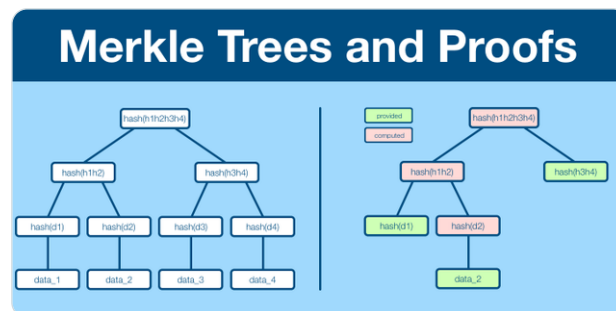 Merkle Trees and Proofs
hash(h1h2h3h4)
hash(h1h2)
hash(h3h4)
hash(d1)
hash(d2)
hash(d3)
hash(d4)
data_1
data_2
data_3
data_4
provided
computed
hash(h1h2h3h4)
hash(h1h2)
hash(h3h4)
hash(d1)
hash(d2)
data_2